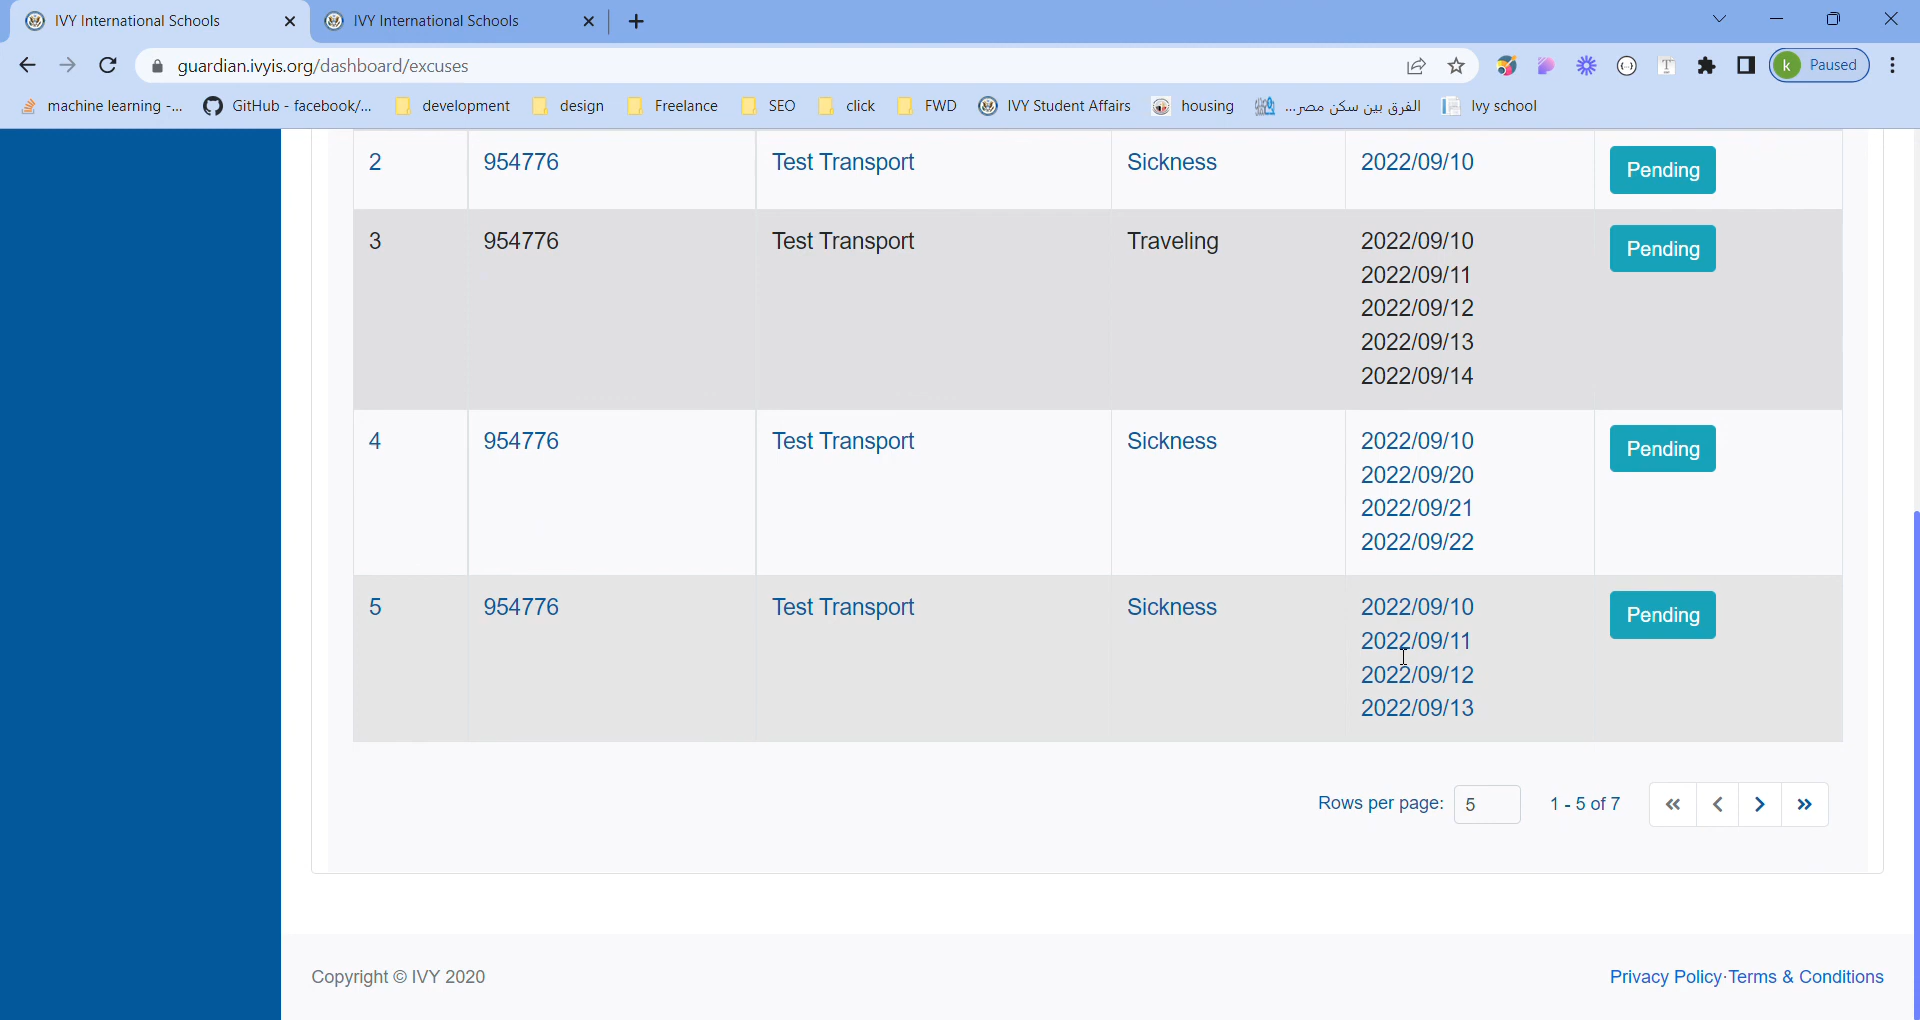 IVY International Schools
IVY International Schools
guardian.ivyis.org/dashboard/excuses
k Paused
machine learning -...
GitHub - facebook/...
development
design
Freelance
SEO
click
FWD
IVY Student Affairs
housing
الفرق بين سكن مصر...
Ivy school
2 954776 Test Transport Sickness 2022/09/10 Pending
3 954776 Test Transport Traveling 2022/09/10 Pending
2022/09/11
2022/09/12
2022/09/13
2022/09/14
4 954776 Test Transport Sickness 2022/09/10 Pending
2022/09/20
2022/09/21
2022/09/22
5 954776 Test Transport Sickness 2022/09/10 Pending
2022/09/11
2022/09/12
2022/09/13
Rows per page: 5 1 - 5 of 7
Copyright © IVY 2020
Privacy Policy·Terms & Conditions